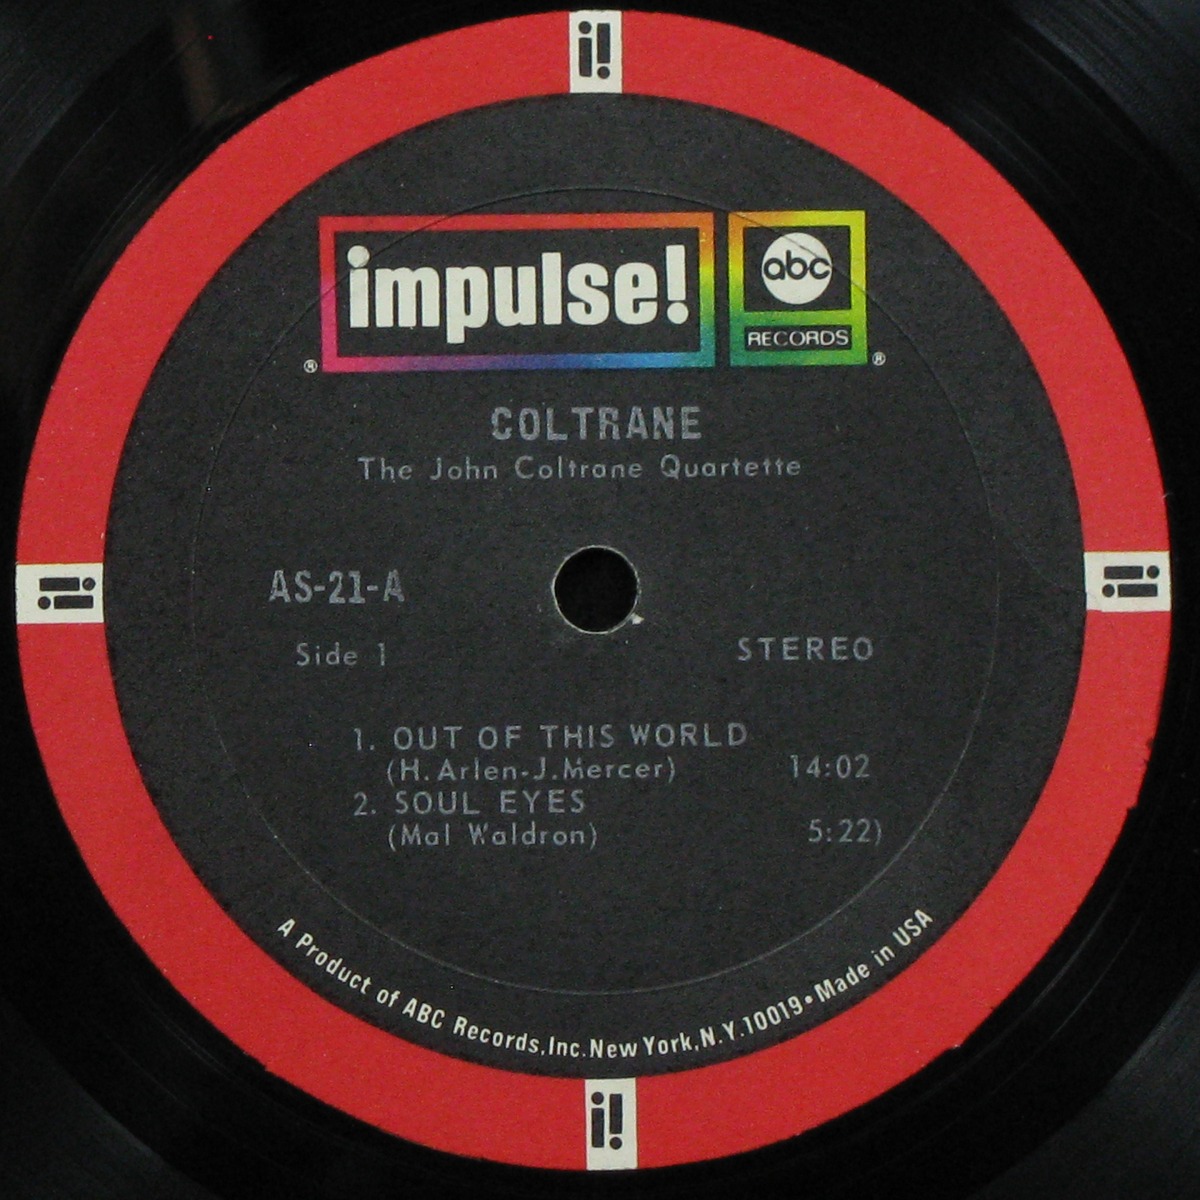 i!
impulse!
abc
RECORDS
®
®
COLTRANE
The John Coltrane Quartette
AS-21-A
Side 1
STEREO
1. OUT OF THIS WORLD
(H. Arlen-J.Mercer) 14:02
2. SOUL EYES
(Mal Waldron) 5:22)
A Product of ABC Records,Inc.New York,N.Y.10019•Made in USA
i!
i!
i!